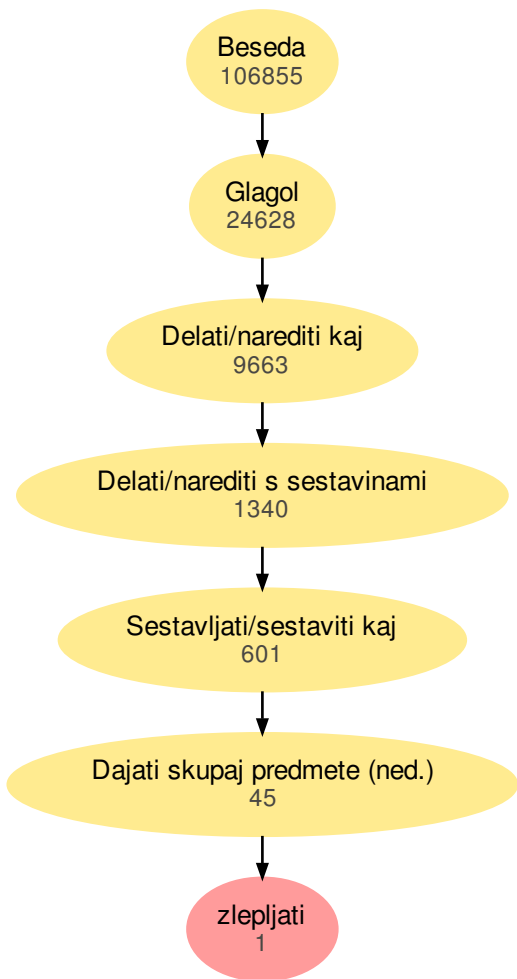 Beseda
106855
Glagol
24628
Delati/narediti kaj
9663
Delati/narediti s sestavinami
1340
Sestavljati/sestaviti kaj
601
Dajati skupaj predmete (ned.)
45
zlepljati
1